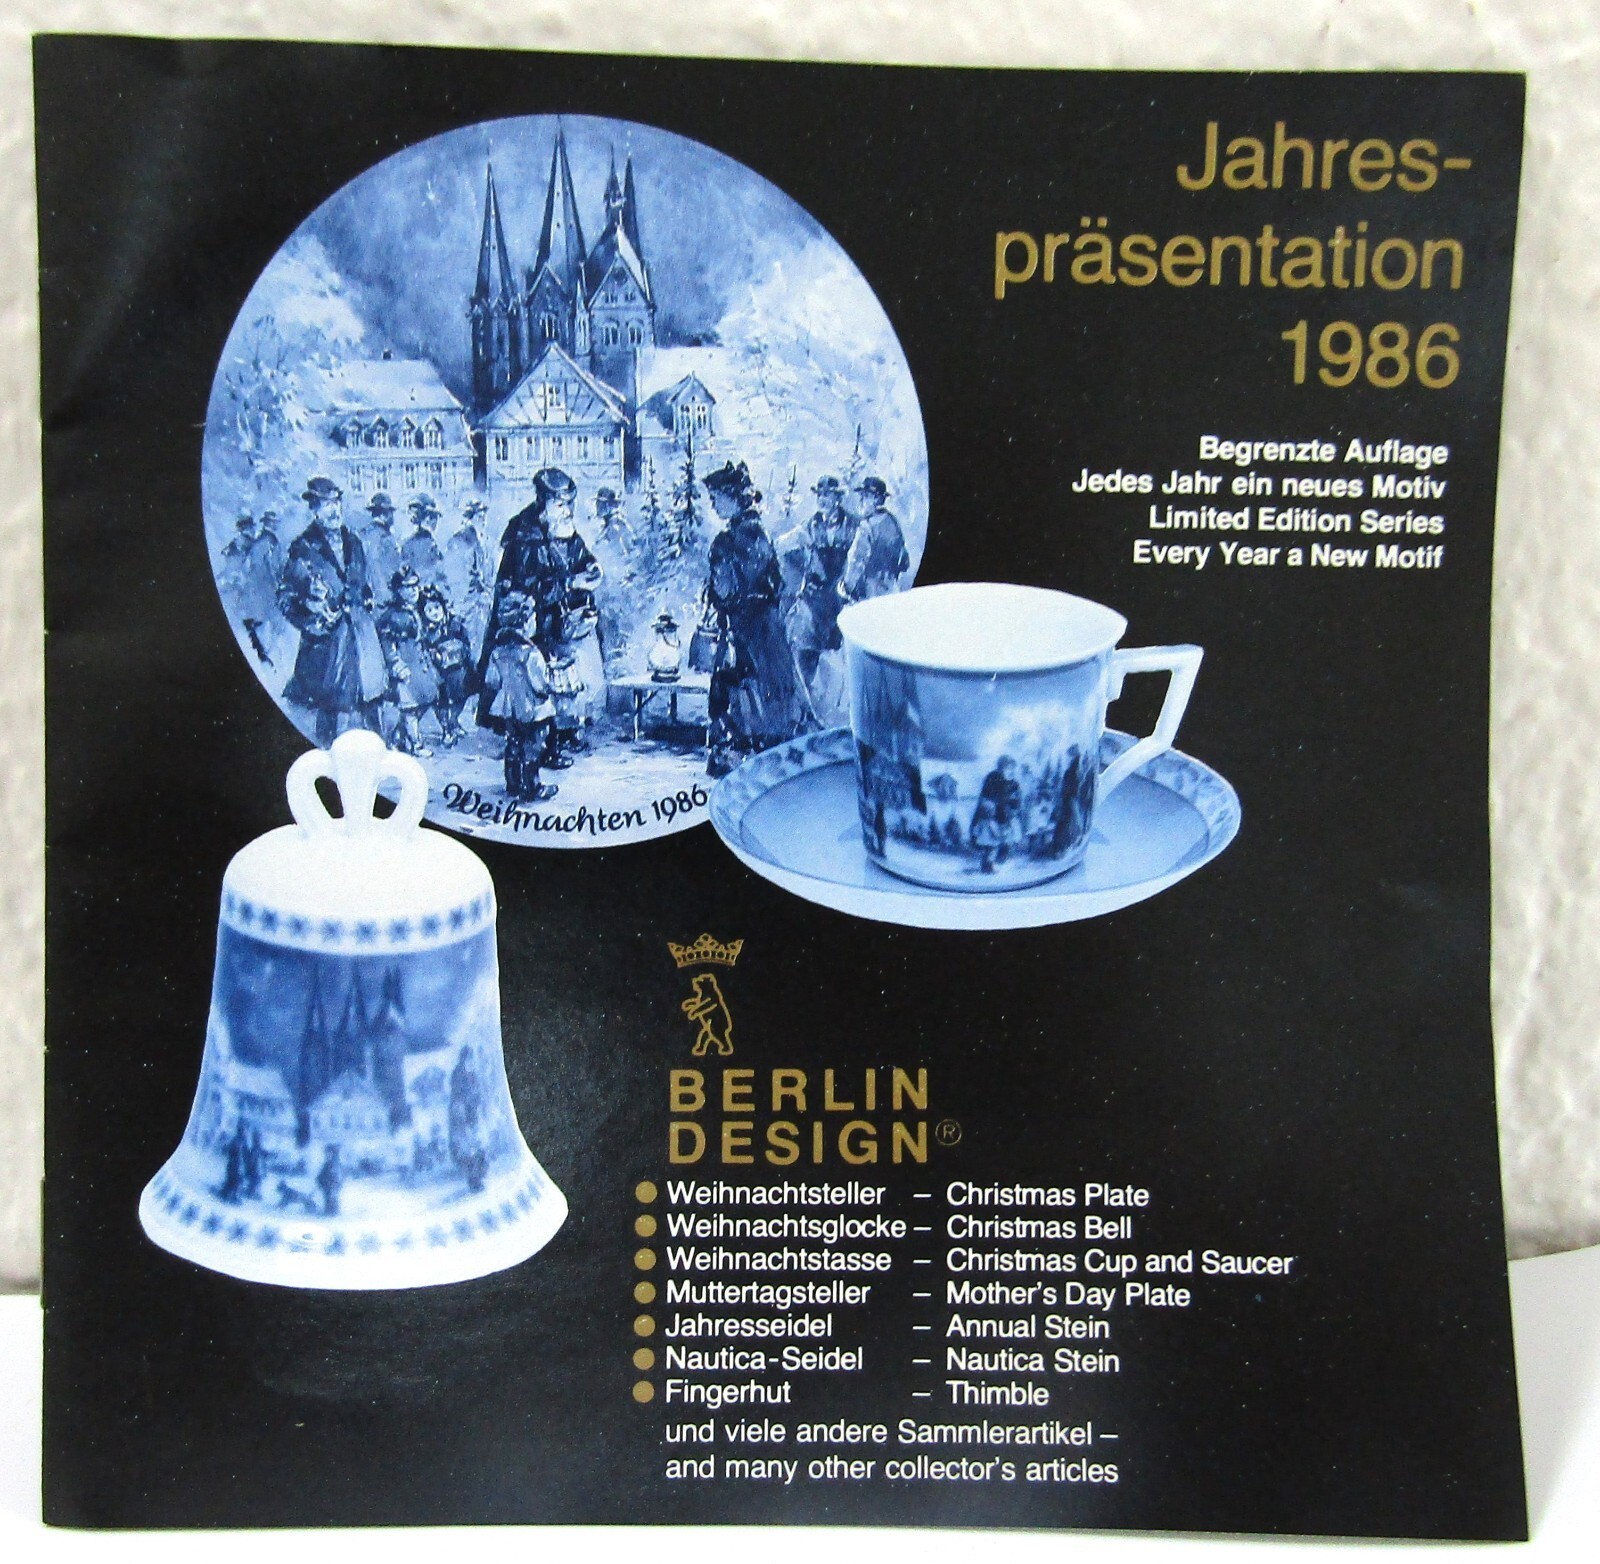 Jahres-
präsentation
1986
Begrenzte Auflage
Jedes Jahr ein neues Motiv
Limited Edition Series
Every Year a New Motif
Weihnachten 1986
BERLIN
DESIGN®
Weihnachtsteller – Christmas Plate
Weihnachtsglocke – Christmas Bell
Weihnachtstasse – Christmas Cup and Saucer
Muttertagsteller – Mother's Day Plate
Jahresseidel – Annual Stein
Nautica-Seidel – Nautica Stein
Fingerhut – Thimble
und viele andere Sammlerartikel –
and many other collector's articles